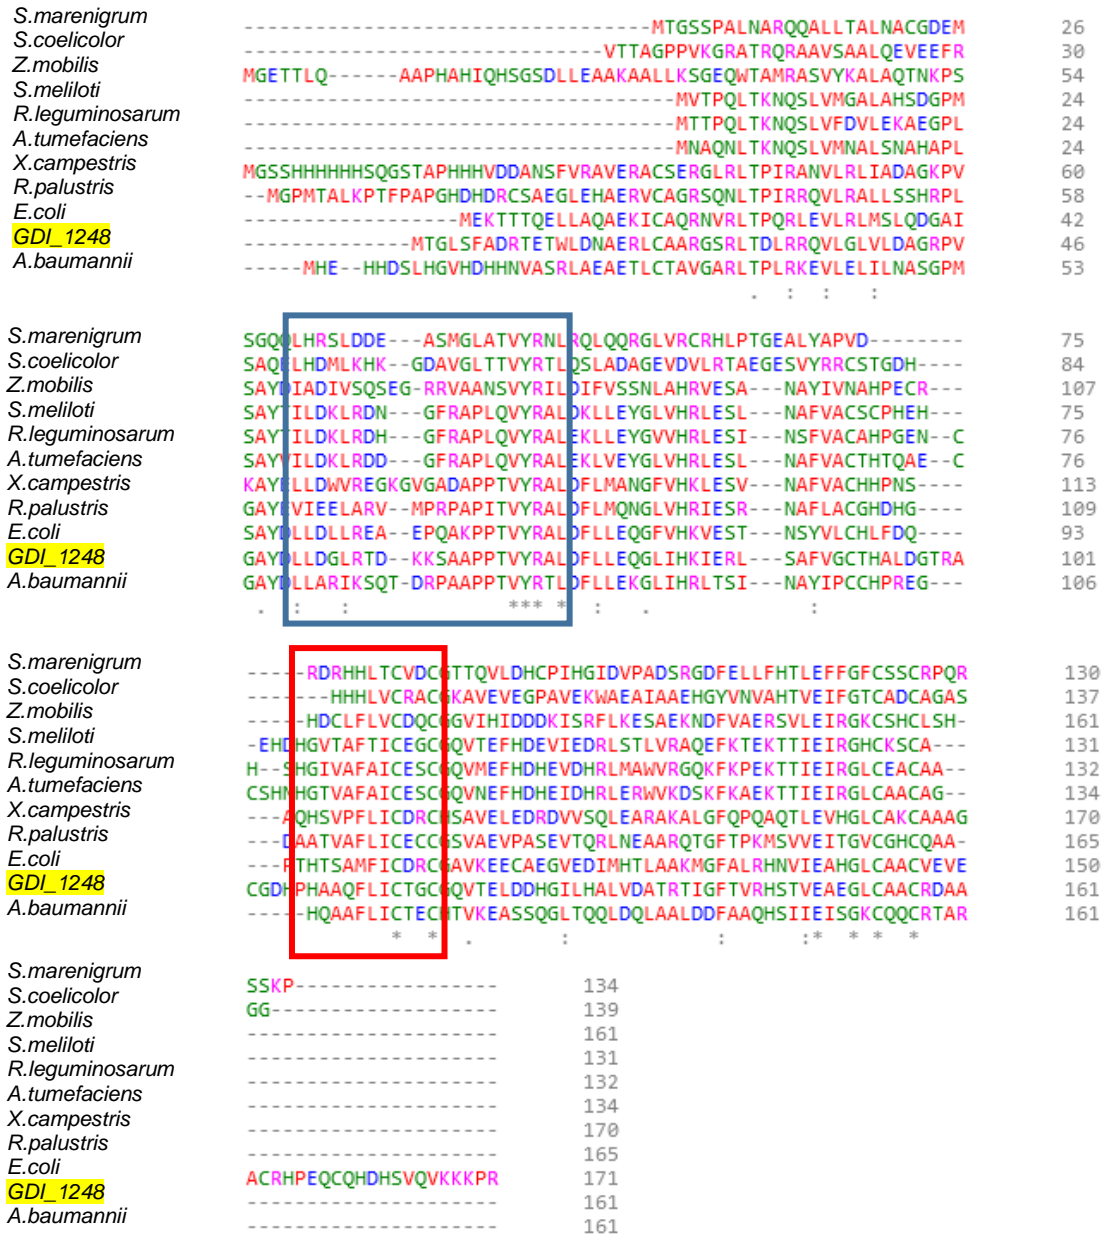 S.marenigrum -----------------------------------MTGSSPALNARQQALLTALNACGDEM 26
S.coelicolor -------------------------------VTTAGPPVKGRATRQRAAVSAALQEVEEFR 30
Z.mobilis MGETTLQ------AAPHAHIQHSGSDLLEAAKAALLKSGEQWTAMRASVYKALAQTNKPS 54
S.meliloti ------------------------------------MVTPQLTKNQSLVMGALAHSDGPM 24
R.leguminosarum ------------------------------------MTTPQLTKNQSLVFDVLEKAEGPL 24
A.tumefaciens ------------------------------------MNAQNLTKNQSLVMNALSNAHAPL 24
X.campestris MGSSHHHHHHSQGSTAPHHHVDDANSFVRAVERACSERGLRLTPIRANVLRLIADAGKPV 60
R.palustris --MGPMTALKPTFPAPGHDHDRCSAEGLEHAERVCAGRSQNLTPIRRQVLRALLSSHRPL 58
E.coli ------------------MEKTTTQELLAQAEKICAQRNVRLTPQRLEVLRLMSLQDGAI 42
GDI_1248 --------------MTGLSFADRTETWLDNAERLCAARGSRLTDLRRQVLGLVLDAGRPV 46
A.baumannii -----MHE--HHDSLHGVHDHHNVASRLAEAETLCTAVGARLTPLRKEVLELILNASGPM 53
. : : :
S.marenigrum SGQQLHRSLDDE---ASMGLATVYRNLRQLQQRGLVRCRHLPTGEALYAPVD-------- 75
S.coelicolor SAQELHDMLKHK---GDAVGLTTVYRTLQSLADAGEVDVLRTAEGESVYRRCSTGDH---- 84
Z.mobilis SAYDIADIVSQSEG-RRVAANSVYRILDIFVSSNLAHRVESA---NAYIVNAHPECR--- 107
S.meliloti SAYTILDKLRDN---GFRAPLQVYRALDKLLEYGLVHRLESL---NAFVACSCPHEH--- 75
R.leguminosarum SAYTILDKLRDH---GFRAPLQVYRALEKLLEYGVVHRLESI---NSFVACAHPGEN--C 76
A.tumefaciens SAYVILDKLRDD---GFRAPLQVYRALEKLVEYGLVHRLESL---NAFVACTHTQAE--C 76
X.campestris KAYELLDWVREGKGVGADAPPTVYRALDFLMANGFVHKLESV---NAFVACHHPNS---- 113
R.palustris GAYEVIEELARV---MPRPAPITVYRALDFLMQNGLVHRIESR---NAFLACGHDHG---- 109
E.coli SAYDLLDLLREA--EPQAKPPTVYRALDFLLEQGFVHKVEST---NSYVLCHLFDQ---- 93
GDI_1248 GAYDLLDGLRTD--KKSAAPPTVYRALDFLLEQGLIHKIERL---SAFVGCTHALDGTRA 101
A.baumannii GAYDLLARIKSQT-DRPAAPPTVYRTLDFLLEKGLIHRLTSI---NAYIPCCHPREG--- 106
. : : *** * : . :
S.marenigrum -----RDRHHLTCVDCGTTQVLDHCPIHGIDVPADSRGDFELLFHTLEFFGFCSSCRPQR 130
S.coelicolor -------HHHLVCRACGKAVEVEGPAVEKWAEAIAAEHGYVNVAHTVEIFGTCADCAGAS 137
Z.mobilis -----HDCLFLVCDQCGGVIHIDDDKISRFLKESAEKNDFVAERSVLEIRGKCSHCLSH- 161
S.meliloti -EHDHGVTAFTICEGCGQVTEFHDEVIEDRLSTLVRAQEFKTEKTTIEIRGHCKSCA--- 131
R.leguminosarum H--SHGIVAFAICESCGQVMEFHDHEVDHRLMAWVRGQKFKPEKTTIEIRGLCEACAA-- 132
A.tumefaciens CSHNHGTVAFAICESCGQVNEFHDHEIDHRLERWVKDSKFKAEKTTIEIRGLCAACAG-- 134
X.campestris ---AQHSVPFLICDRCHSAVELEDRDVVSQLEARAKALGFQPQAQTLEVHGLCAKCAAAG 170
R.palustris ---DAATVAFLICECCGSVAEVPASEVTQRLNEAARQTGFTPKMSVVEITGVCGHCQAA- 165
E.coli ---RTHTSAMFICDRCGAVKEECAEGVEDIMHTLAAKMGFALRHNVIEAHGLCAACVEVE 150
GDI_1248 CGDHPHAAQFLICTGCGQVTELDDHGILHALVDATRTIGFTVRHSTVEAEGLCAACRDAA 161
A.baumannii -----HQAAFLICTECHTVKEASSQGLTQQLDQLAALDDFAAQHSIIEISGKCQQCRTAR 161
* * . : : :* * * *
S.marenigrum SSKP----------------- 134
S.coelicolor GG------------------- 139
Z.mobilis --------------------- 161
S.meliloti --------------------- 131
R.leguminosarum --------------------- 132
A.tumefaciens --------------------- 134
X.campestris --------------------- 170
R.palustris --------------------- 165
E.coli ACRHPEQCQHDHSVQVKKKPR 171
GDI_1248 --------------------- 161
A.baumannii --------------------- 161